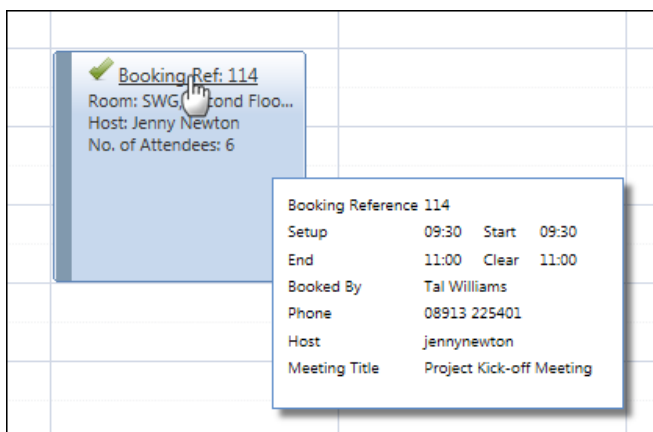 Booking Ref: 114
Room: SWG, Second Floo...
Host: Jenny Newton
No. of Attendees: 6
Booking Reference 114
Setup 09:30 Start 09:30
End 11:00 Clear 11:00
Booked By Tal Williams
Phone 08913 225401
Host jennynewton
Meeting Title Project Kick-off Meeting